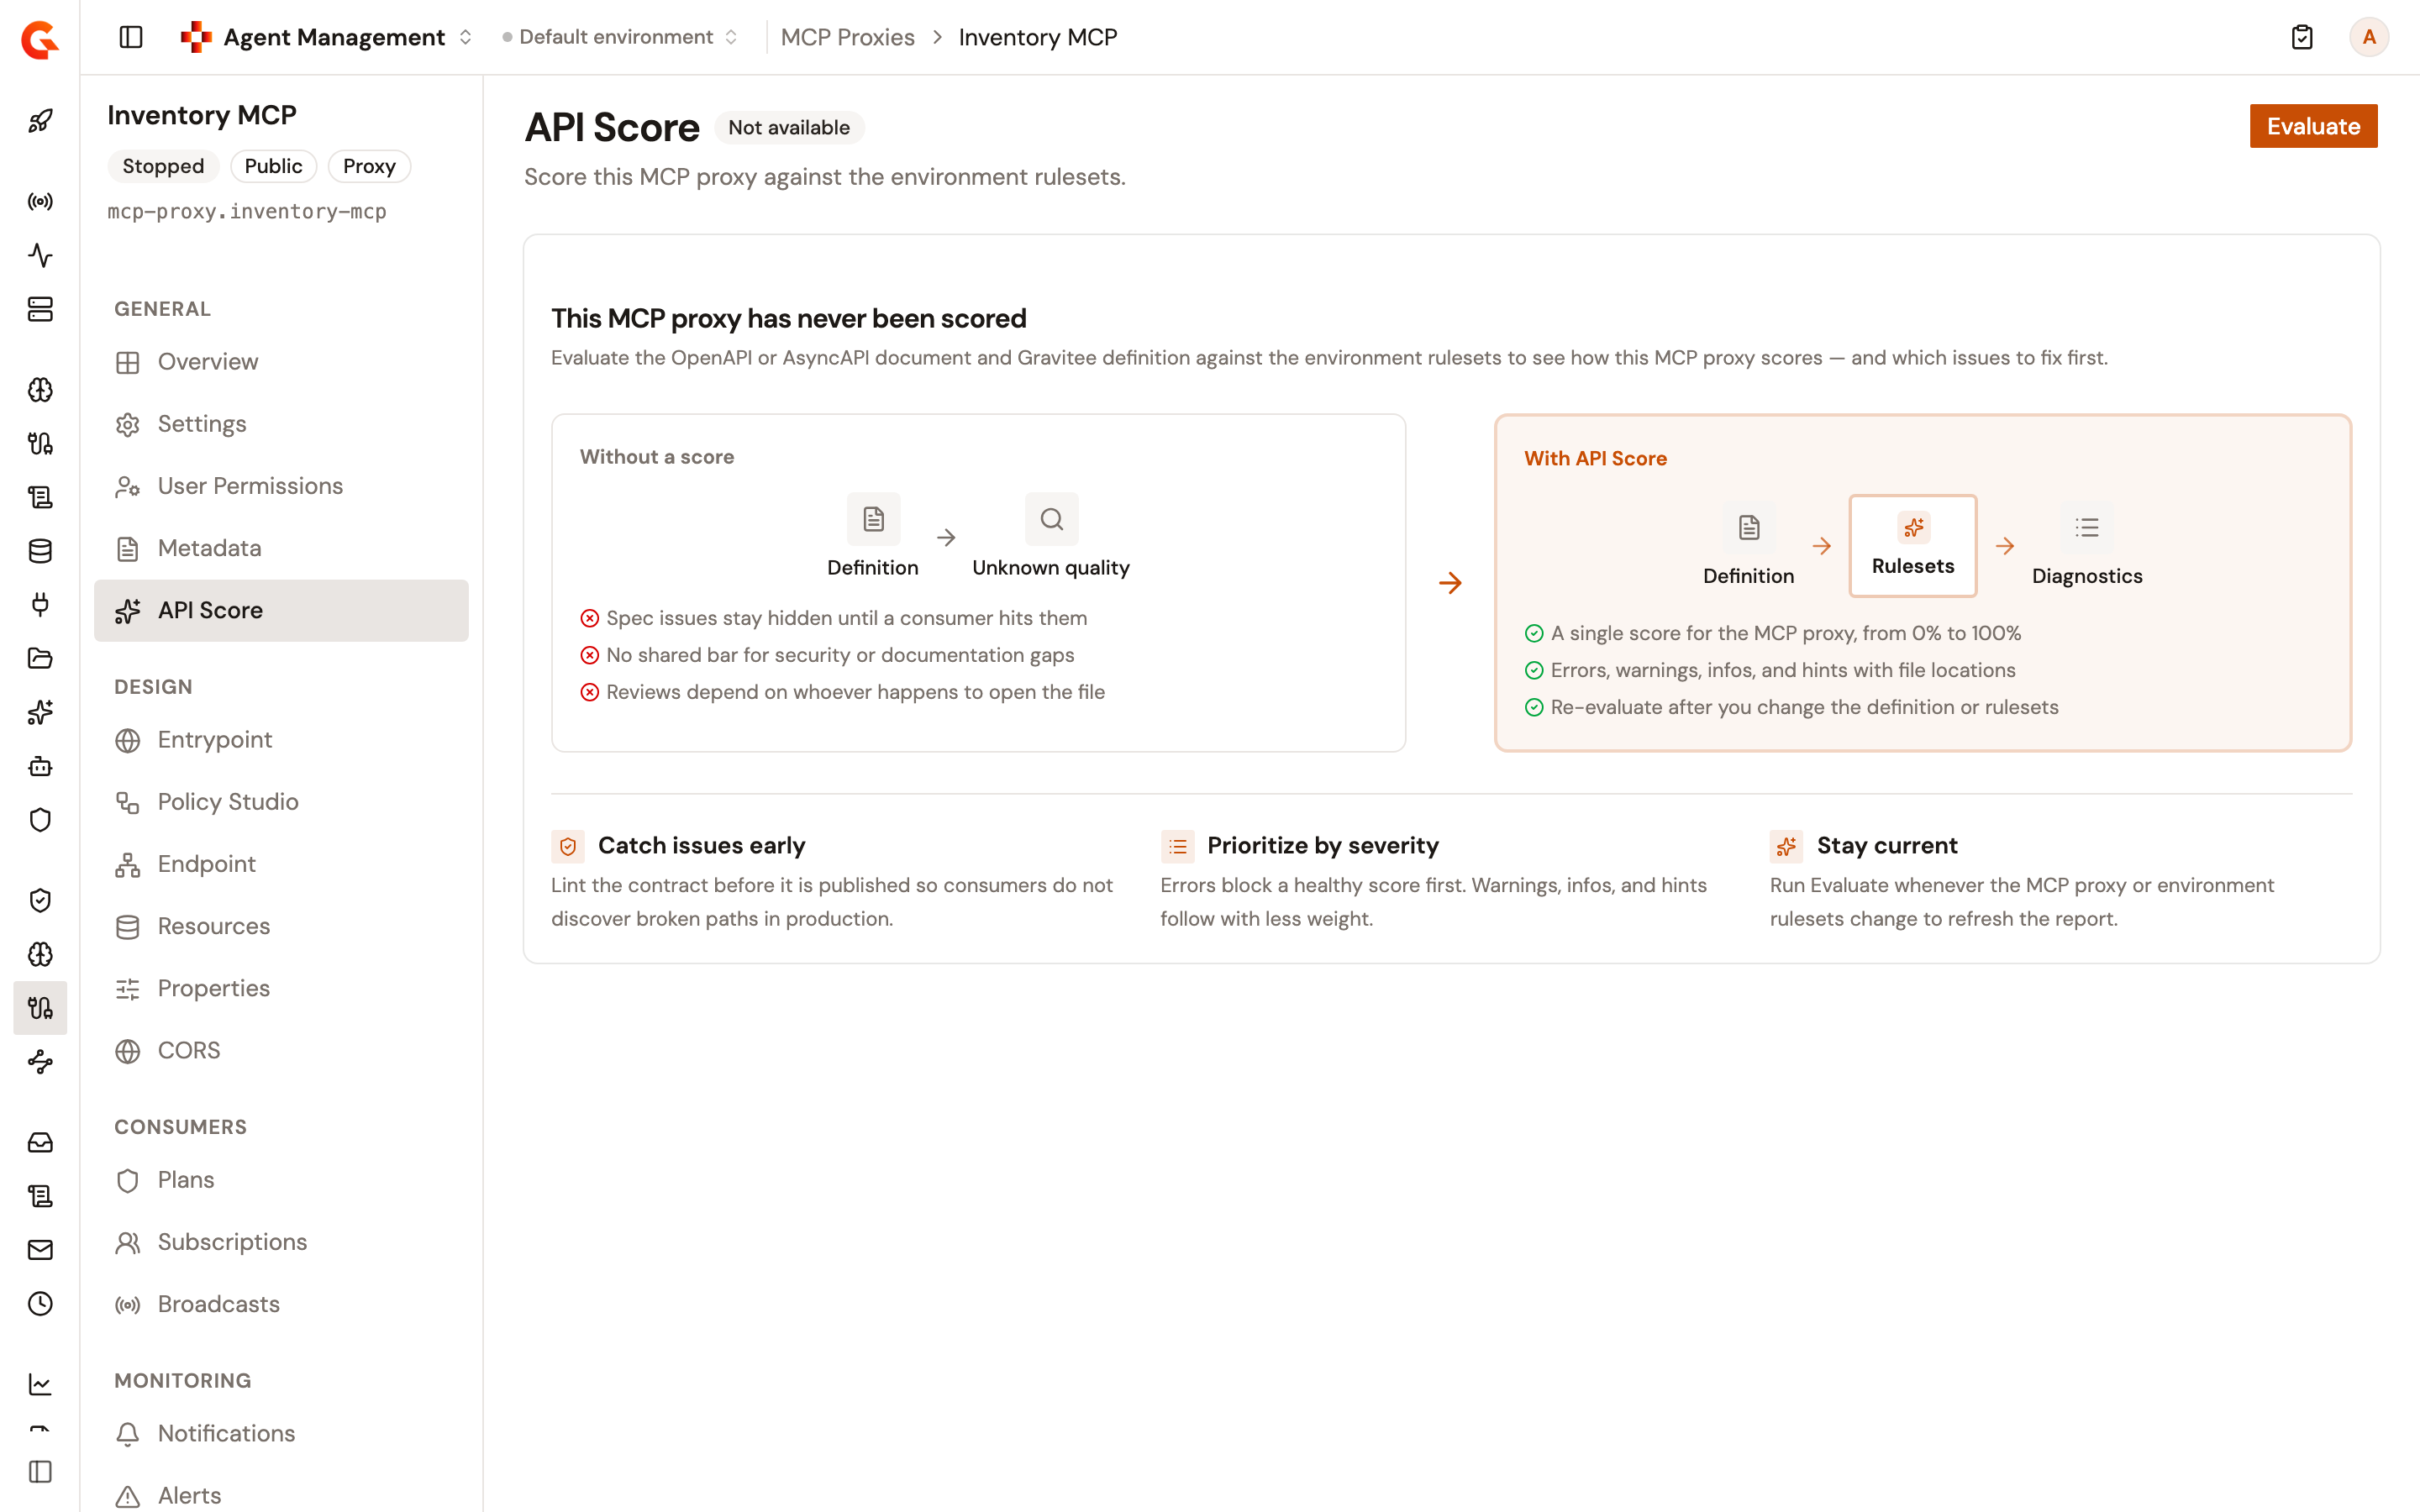 Agent Management
Default environment
MCP Proxies > Inventory MCP
A
Inventory MCP
Stopped Public Proxy
mcp-proxy.inventory-mcp
GENERAL
Overview
Settings
User Permissions
Metadata
API Score
DESIGN
Entrypoint
Policy Studio
Endpoint
Resources
Properties
CORS
CONSUMERS
Plans
Subscriptions
Broadcasts
MONITORING
Notifications
Alerts
API Score Not available
Evaluate
Score this MCP proxy against the environment rulesets.
This MCP proxy has never been scored
Evaluate the OpenAPI or AsyncAPI document and Gravitee definition against the environment rulesets to see how this MCP proxy scores — and which issues to fix first.
Without a score
Definition
Unknown quality
Spec issues stay hidden until a consumer hits them
No shared bar for security or documentation gaps
Reviews depend on whoever happens to open the file
With API Score
Definition
Rulesets
Diagnostics
A single score for the MCP proxy, from 0% to 100%
Errors, warnings, infos, and hints with file locations
Re-evaluate after you change the definition or rulesets
Catch issues early
Lint the contract before it is published so consumers do not
discover broken paths in production.
Prioritize by severity
Errors block a healthy score first. Warnings, infos, and hints
follow with less weight.
Stay current
Run Evaluate whenever the MCP proxy or environment
rulesets change to refresh the report.